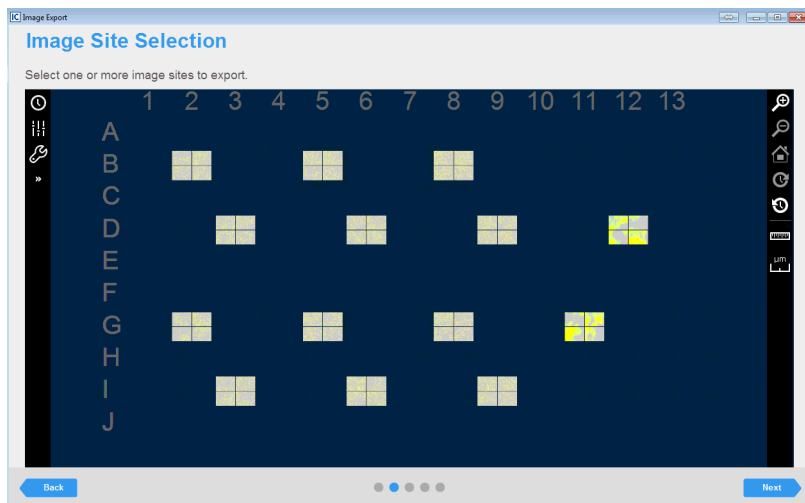 IC Image Export
Image Site Selection
Select one or more image sites to export.
1 2 3 4 5 6 7 8 9 10 11 12 13
A
B
C
D
E
F
G
H
I
J
»
µm
Back
Next